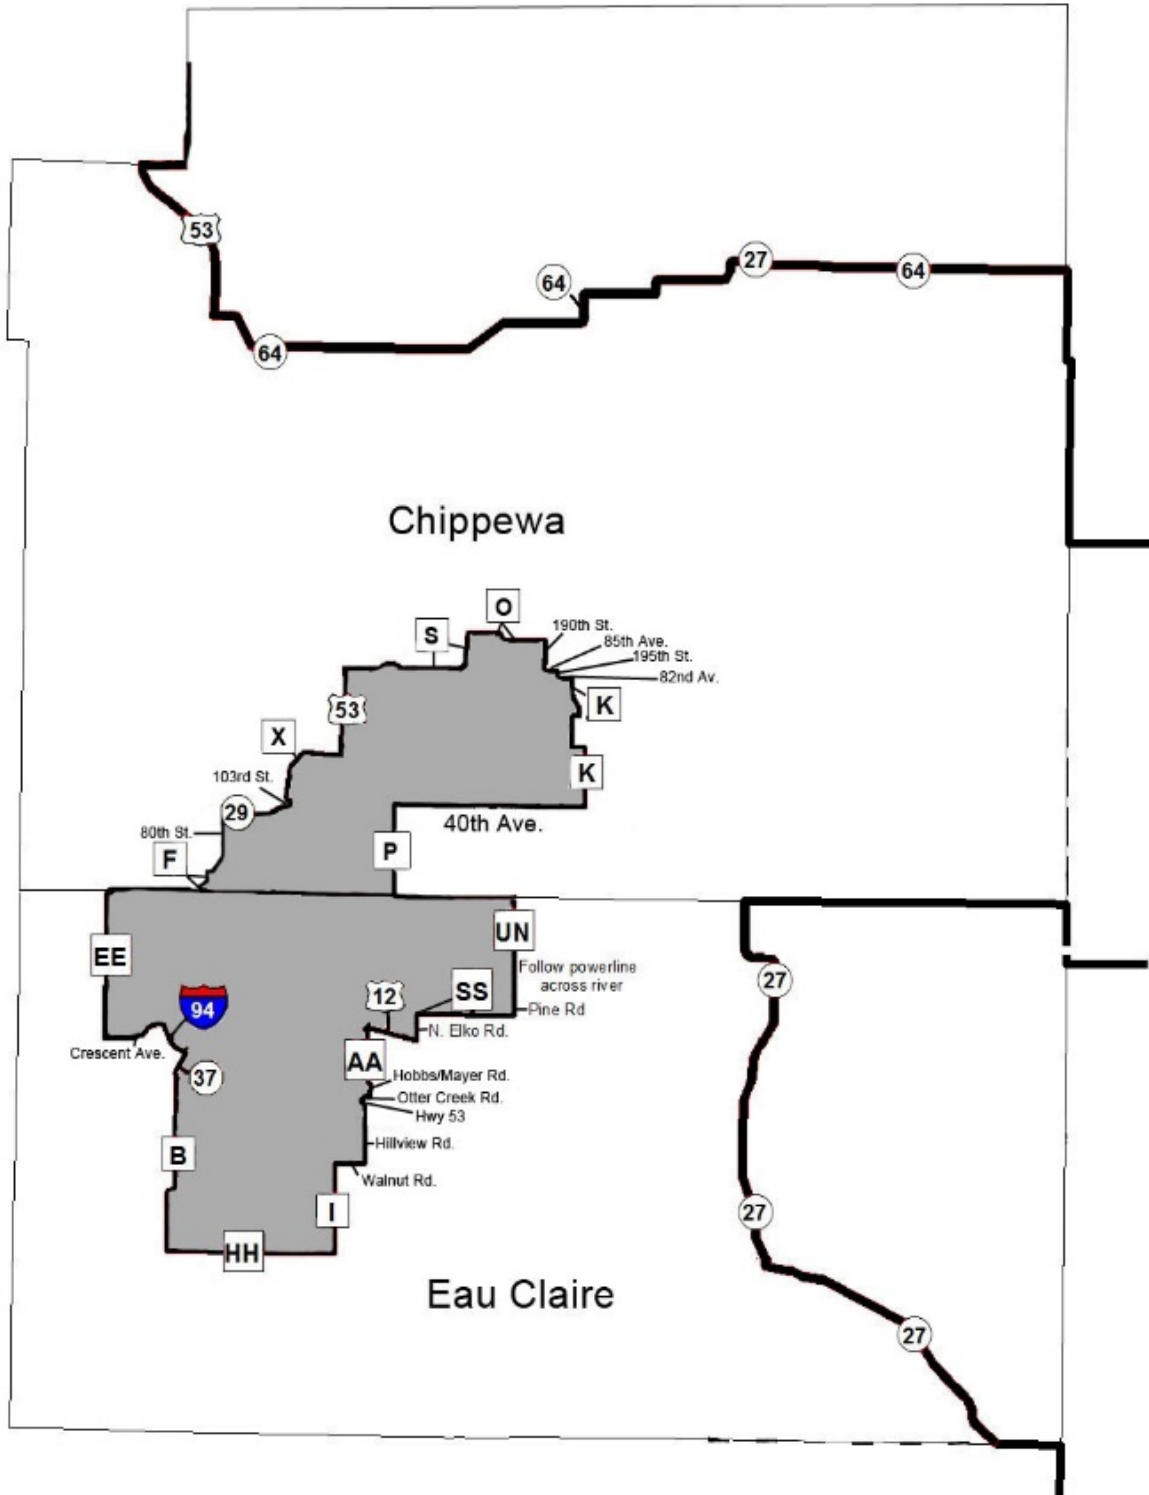 53
27
64
64
64
Chippewa
O
190th St.
S
85th Ave.
195th St.
82nd Av.
K
53
X
K
103rd St.
29
40th Ave.
80th St.
P
F
UN
EE
Follow powerline
across river
SS
12
94
Pine Rd
N. Elko Rd.
Crescent Ave.
AA
37
Hobbs/Mayer Rd.
Otter Creek Rd.
Hwy 53
Hillview Rd.
B
Walnut Rd.
I
HH
Eau Claire
27
27
27